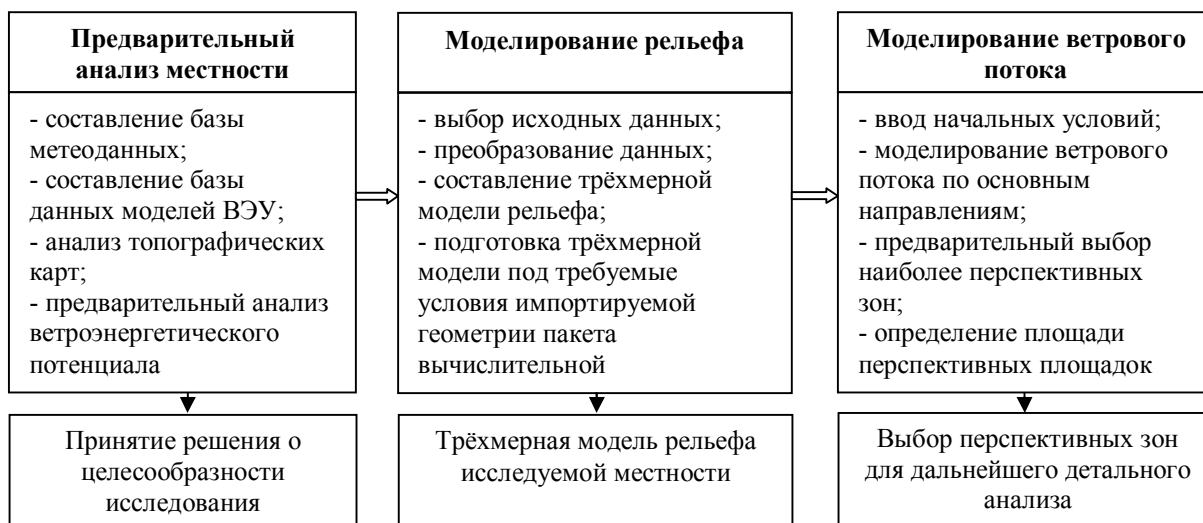 Предварительный
анализ местности
- составление базы
метеоданных;
- составление базы
данных моделей ВЭУ;
- анализ топографических
карт;
- предварительный анализ
ветроэнергетического
потенциала
Принятие решения о
целесообразности
исследования
Моделирование рельефа
- выбор исходных данных;
- преобразование данных;
- составление трёхмерной
модели рельефа;
- подготовка трёхмерной
модели под требуемые
условия импортируемой
геометрии пакета
вычислительной
Трёхмерная модель рельефа
исследуемой местности
Моделирование ветрового
потока
- ввод начальных условий;
- моделирование ветрового
потока по основным
направлениям;
- предварительный выбор
наиболее перспективных
зон;
- определение площади
перспективных площадок
Выбор перспективных зон
для дальнейшего детального
анализа